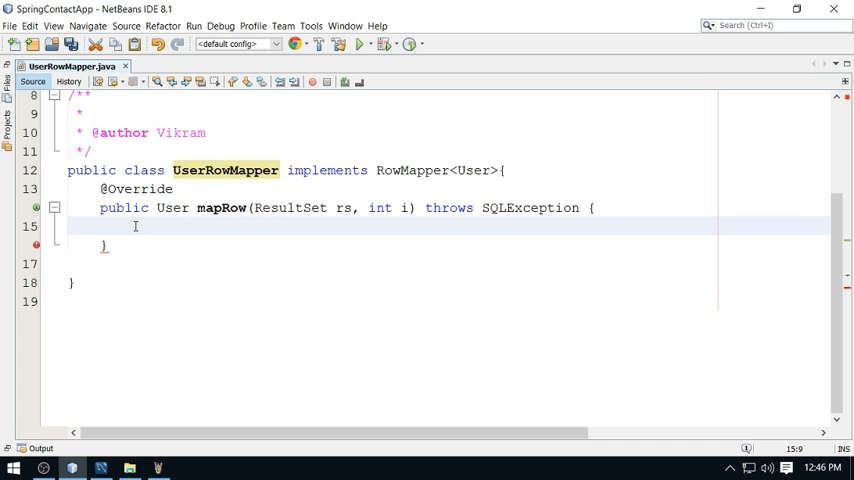 SpringContactApp - NetBeans IDE 8.1
File Edit View Navigate Source Refactor Run Debug Profile Team Tools Window Help
Search (Ctrl+I)
<default config>
UserRowMapper.java
Source History
Files
Projects
8 /**
9 *
10 * @author Vikram
11 */
12 public class UserRowMapper implements RowMapper<User>{
13 @Override
public User mapRow(ResultSet rs, int i) throws SQLException {
15
}
17
18 }
19
Output
15:9 INS
12:46 PM